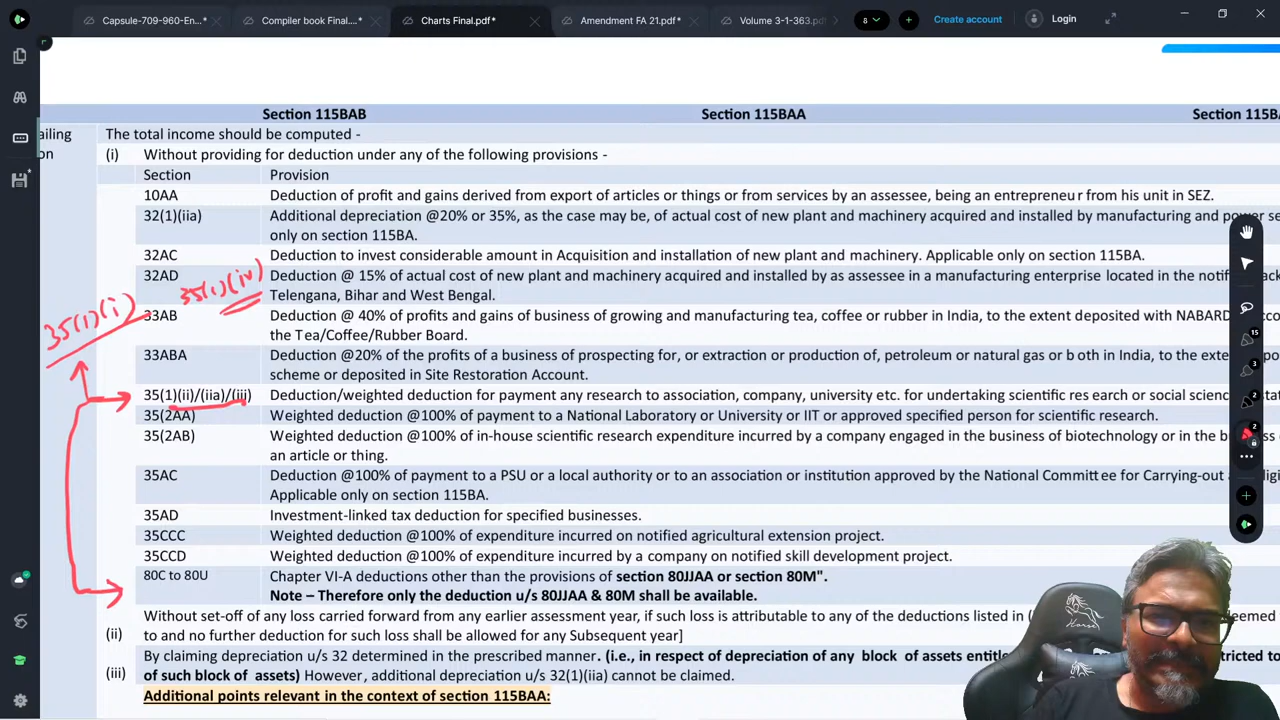 Capsule-709-960-En...*
Compiler book Final....*
Charts Final.pdf*
Amendment FA 21.pdf*
Volume 3-1-363.pd
8
Create account
Login
Section 115BAB
Section 115BAA
Section 115BA
ailing
on
The total income should be computed -
(i) Without providing for deduction under any of the following provisions -
Section Provision
10AA Deduction of profit and gains derived from export of articles or things or from services by an assessee, being an entrepreneur from his unit in SEZ.
32(1)(iia) Additional depreciation @20% or 35%, as the case may be, of actual cost of new plant and machinery acquired and installed by manufacturing and power se
only on section 115BA.
32AC Deduction to invest considerable amount in Acquisition and installation of new plant and machinery. Applicable only on section 115BA.
32AD Deduction @ 15% of actual cost of new plant and machinery acquired and installed by as assessee in a manufacturing enterprise located in the notif back
Telengana, Bihar and West Bengal.
35(1)(iv)
35(1)(i)
33AB Deduction @ 40% of profits and gains of business of growing and manufacturing tea, coffee or rubber in India, to the extent deposited with NABARD cco
the Tea/Coffee/Rubber Board.
33ABA Deduction @20% of the profits of a business of prospecting for, or extraction or production of, petroleum or natural gas or both in India, to the exte po
scheme or deposited in Site Restoration Account.
35(1)(ii)/(iia)/(iii) Deduction/weighted deduction for payment any research to association, company, university etc. for undertaking scientific research or social scienc stat
35(2AA) Weighted deduction @100% of payment to a National Laboratory or University or IIT or approved specified person for scientific research.
35(2AB) Weighted deduction @100% of in-house scientific research expenditure incurred by a company engaged in the business of biotechnology or in the bu ess o
an article or thing.
35AC Deduction @100% of payment to a PSU or a local authority or to an association or institution approved by the National Committee for Carrying-out a ligi
Applicable only on section 115BA.
35AD Investment-linked tax deduction for specified businesses.
35CCC Weighted deduction @100% of expenditure incurred on notified agricultural extension project.
35CCD Weighted deduction @100% of expenditure incurred by a company on notified skill development project.
80C to 80U Chapter VI-A deductions other than the provisions of section 80JJAA or section 80M".
Note – Therefore only the deduction u/s 80JJAA & 80M shall be available.
Without set-off of any loss carried forward from any earlier assessment year, if such loss is attributable to any of the deductions listed in ( eemed
(ii) to and no further deduction for such loss shall be allowed for any Subsequent year]
By claiming depreciation u/s 32 determined in the prescribed manner. (i.e., in respect of depreciation of any block of assets entitle tricted to
(iii) of such block of assets) However, additional depreciation u/s 32(1)(iia) cannot be claimed.
Additional points relevant in the context of section 115BAA: